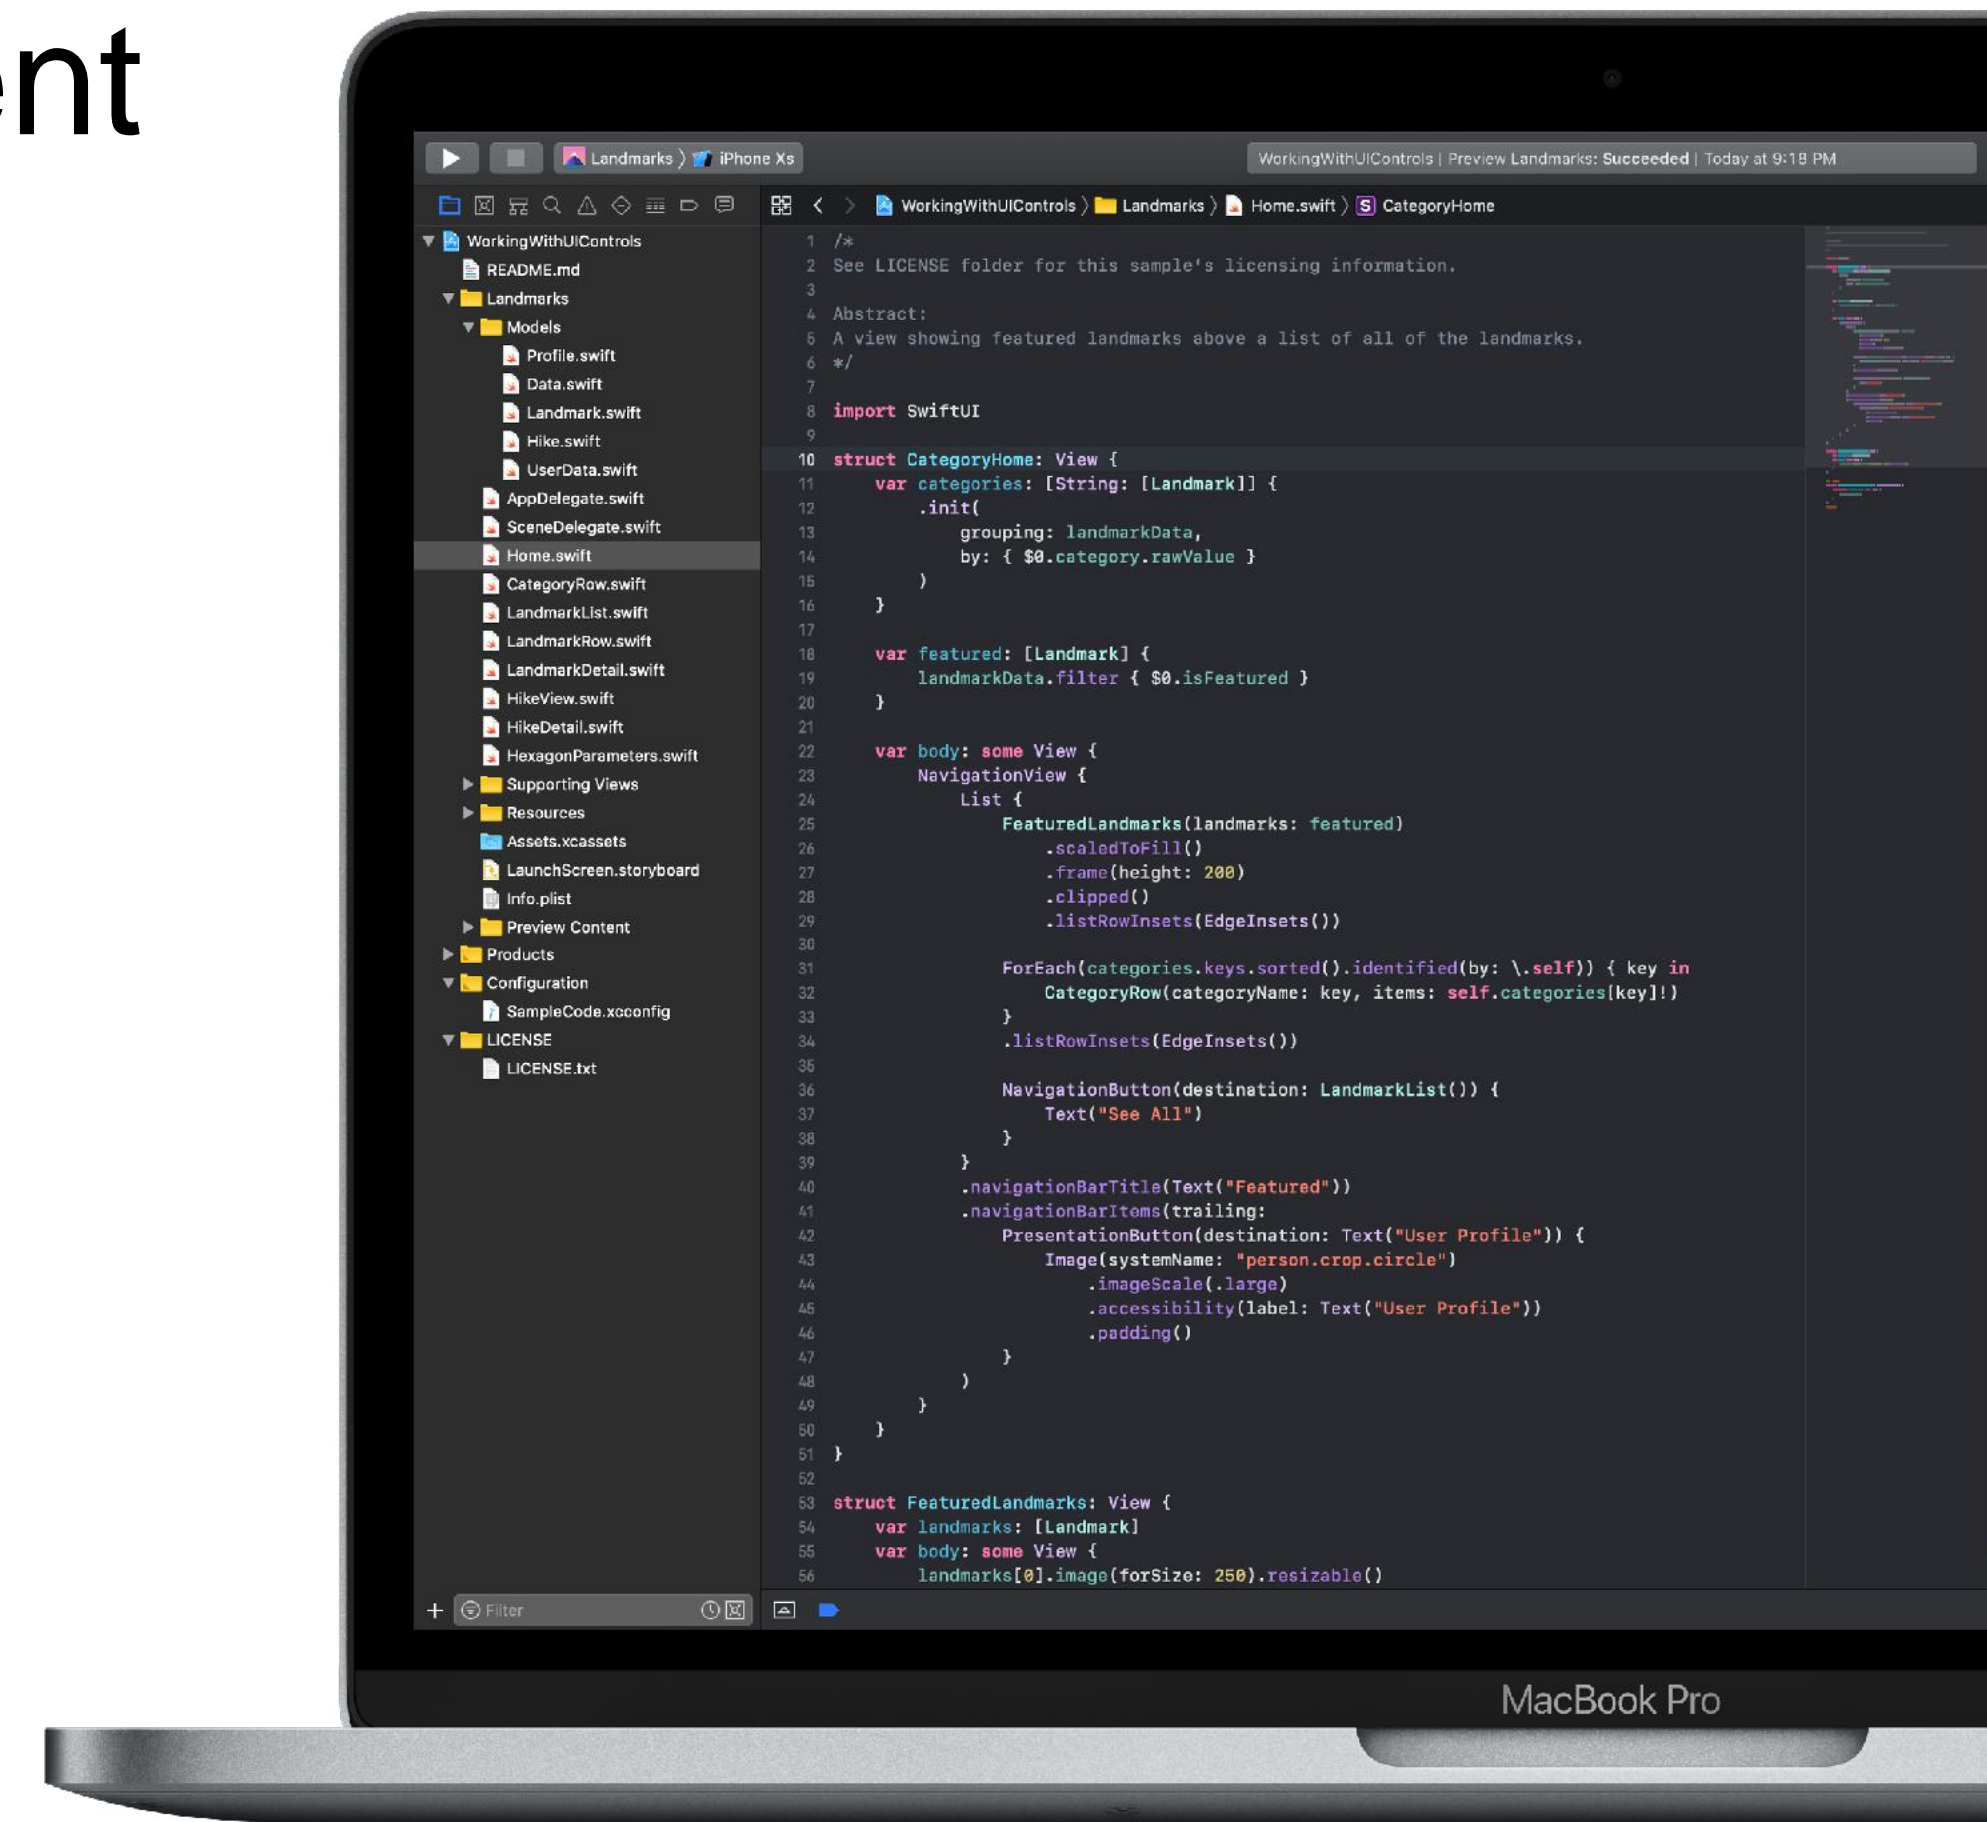 ent
Landmarks 〉 iPhone Xs
WorkingWithUIControls | Preview Landmarks: Succeeded | Today at 9:18 PM
WorkingWithUIControls 〉 Landmarks 〉 Home.swift 〉 S CategoryHome
WorkingWithUIControls
README.md
Landmarks
Models
Profile.swift
Data.swift
Landmark.swift
Hike.swift
UserData.swift
AppDelegate.swift
SceneDelegate.swift
Home.swift
CategoryRow.swift
LandmarkList.swift
LandmarkRow.swift
LandmarkDetail.swift
HikeView.swift
HikeDetail.swift
HexagonParameters.swift
Supporting Views
Resources
Assets.xcassets
LaunchScreen.storyboard
Info.plist
Preview Content
Products
Configuration
SampleCode.xcconfig
LICENSE
LICENSE.txt
Filter
1 /*
2 See LICENSE folder for this sample's licensing information.
3
4 Abstract:
5 A view showing featured landmarks above a list of all of the landmarks.
6 */
7
8 import SwiftUI
9
10 struct CategoryHome: View {
11 var categories: [String: [Landmark]] {
12 .init(
13 grouping: landmarkData,
14 by: { $0.category.rawValue }
15 )
16 }
17
18 var featured: [Landmark] {
19 landmarkData.filter { $0.isFeatured }
20 }
21
22 var body: some View {
23 NavigationView {
24 List {
25 FeaturedLandmarks(landmarks: featured)
26 .scaledToFill()
27 .frame(height: 200)
28 .clipped()
29 .listRowInsets(EdgeInsets())
30
31 ForEach(categories.keys.sorted().identified(by: \.self)) { key in
32 CategoryRow(categoryName: key, items: self.categories[key]!)
33 }
34 .listRowInsets(EdgeInsets())
35
36 NavigationButton(destination: LandmarkList()) {
37 Text("See All")
38 }
39 }
40 .navigationBarTitle(Text("Featured"))
41 .navigationBarItems(trailing:
42 PresentationButton(destination: Text("User Profile")) {
43 Image(systemName: "person.crop.circle")
44 .imageScale(.large)
45 .accessibility(label: Text("User Profile"))
46 .padding()
47 }
48 )
49 }
50 }
51 }
52
53 struct FeaturedLandmarks: View {
54 var landmarks: [Landmark]
55 var body: some View {
56 landmarks[0].image(forSize: 250).resizable()
MacBook Pro